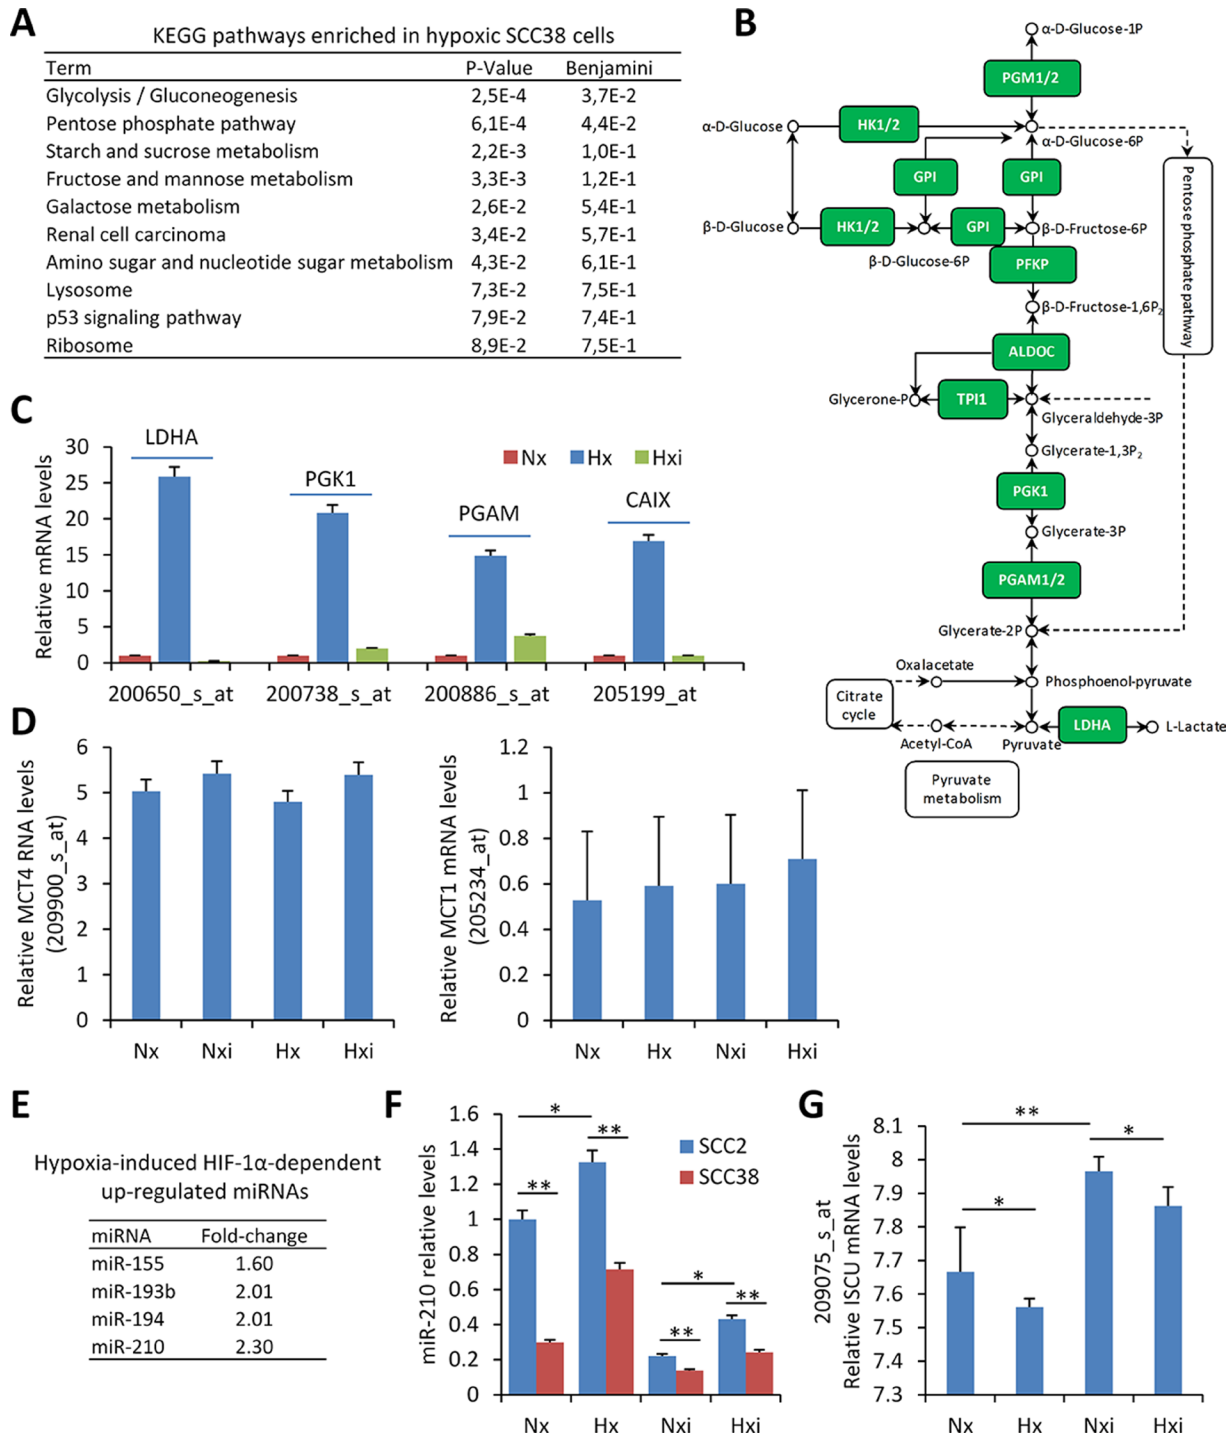 A
KEGG pathways enriched in hypoxic SCC38 cells
Term P-Value Benjamini
Glycolysis / Gluconeogenesis 2,5E-4 3,7E-2
Pentose phosphate pathway 6,1E-4 4,4E-2
Starch and sucrose metabolism 2,2E-3 1,0E-1
Fructose and mannose metabolism 3,3E-3 1,2E-1
Galactose metabolism 2,6E-2 5,4E-1
Renal cell carcinoma 3,4E-2 5,7E-1
Amino sugar and nucleotide sugar metabolism 4,3E-2 6,1E-1
Lysosome 7,3E-2 7,5E-1
p53 signaling pathway 7,9E-2 7,4E-1
Ribosome 8,9E-2 7,5E-1
B
α-D-Glucose-1P
PGM1/2
α-D-Glucose
HK1/2
α-D-Glucose-6P
GPI
GPI
Pentose phosphate pathway
β-D-Glucose
HK1/2
GPI
β-D-Fructose-6P
β-D-Glucose-6P
PFKP
β-D-Fructose-1,6P2
ALDOC
Glycerone-P
TPI1
Glyceraldehyde-3P
Glycerate-1,3P2
PGK1
Glycerate-3P
PGAM1/2
Glycerate-2P
Oxalacetate
Phosphoenol-pyruvate
Citrate
cycle
Acetyl-CoA
Pyruvate
LDHA
L-Lactate
Pyruvate
metabolism
C
Relative mRNA levels
30
25
20
15
10
5
0
LDHA
PGK1
PGAM
CAIX
Nx Hx Hxi
200650_s_at 200738_s_at 200886_s_at 205199_at
D
Relative MCT4 RNA levels
(209900_s_at)
6
5
4
3
2
1
0
Nx Nxi Hx Hxi
Relative MCT1 mRNA levels
(205234_at)
1.2
1
0.8
0.6
0.4
0.2
0
Nx Hx Nxi Hxi
E
Hypoxia-induced HIF-1α-dependent
up-regulated miRNAs
miRNA Fold-change
miR-155 1.60
miR-193b 2.01
miR-194 2.01
miR-210 2.30
F
miR-210 relative levels
1.6
1.4
1.2
1
0.8
0.6
0.4
0.2
0
*
**
**
*
**
**
SCC2
SCC38
Nx Hx Nxi Hxi
G
209075_s_at
Relative ISCU mRNA levels
8.1
8
7.9
7.8
7.7
7.6
7.5
7.4
7.3
**
*
*
Nx Hx Nxi Hxi